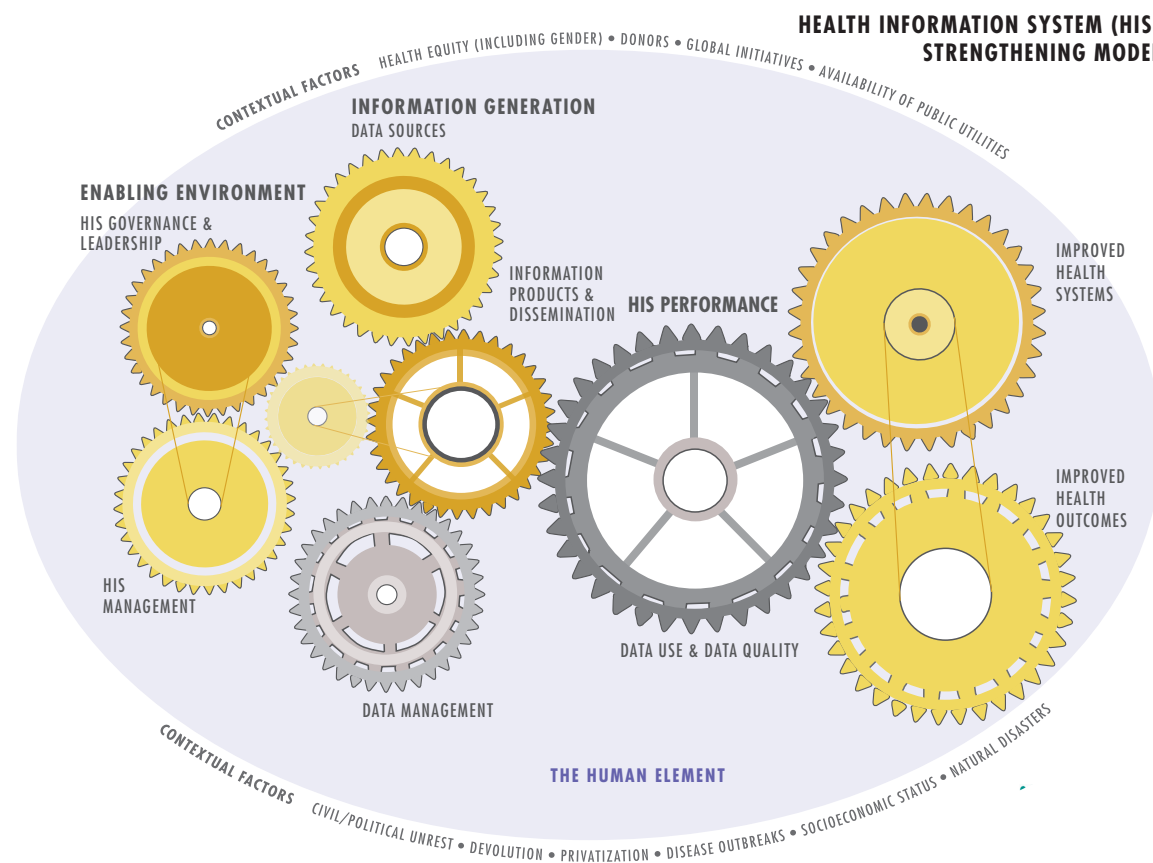 HEALTH INFORMATION SYSTEM (HIS
STRENGTHENING MODEL
CONTEXTUAL FACTORS HEALTH EQUITY (INCLUDING GENDER) • DONORS • GLOBAL INITIATIVES • AVAILABILITY OF PUBLIC UTILITIES
INFORMATION GENERATION
DATA SOURCES
ENABLING ENVIRONMENT
HIS GOVERNANCE &
LEADERSHIP
INFORMATION
PRODUCTS &
DISSEMINATION
HIS PERFORMANCE
IMPROVED
HEALTH
SYSTEMS
IMPROVED
HEALTH
OUTCOMES
HIS
MANAGEMENT
DATA USE & DATA QUALITY
DATA MANAGEMENT
THE HUMAN ELEMENT
CONTEXTUAL FACTORS CIVIL/POLITICAL UNREST • DEVOLUTION • PRIVATIZATION • DISEASE OUTBREAKS • SOCIOECONOMIC STATUS • NATURAL DISASTERS